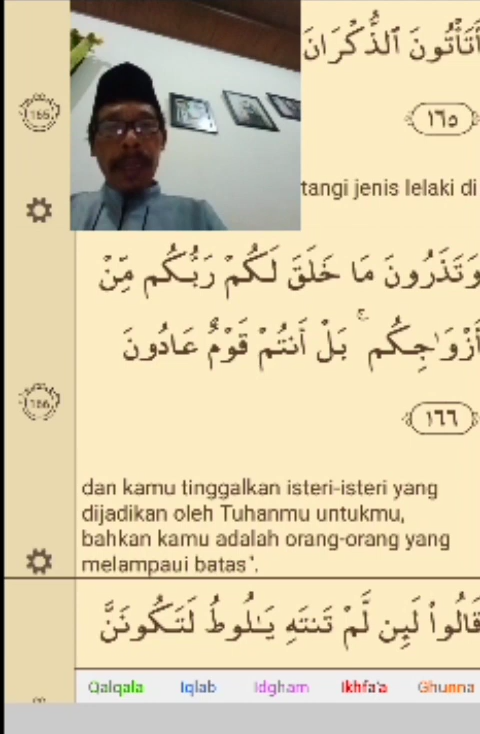 أَتَأْتُونَ ٱلذُّكْرَانَ
165
١٦٥
tangi jenis lelaki di
وَتَذَرُونَ مَا خَلَقَ لَكُمْ رَبُّكُم مِّنْ
أَزْوَٰجِكُم ۚ بَلْ أَنتُمْ قَوْمٌ عَادُونَ
166
١٦٦
dan kamu tinggalkan isteri-isteri yang
dijadikan oleh Tuhanmu untukmu,
bahkan kamu adalah orang-orang yang
melampaui batas".
قَالُوا۟ لَئِن لَّمْ تَنتَهِ يَـٰلُوطُ لَتَكُونَنَّ
Qalqala Iqlab Idgham Ikhfa'a Ghunna